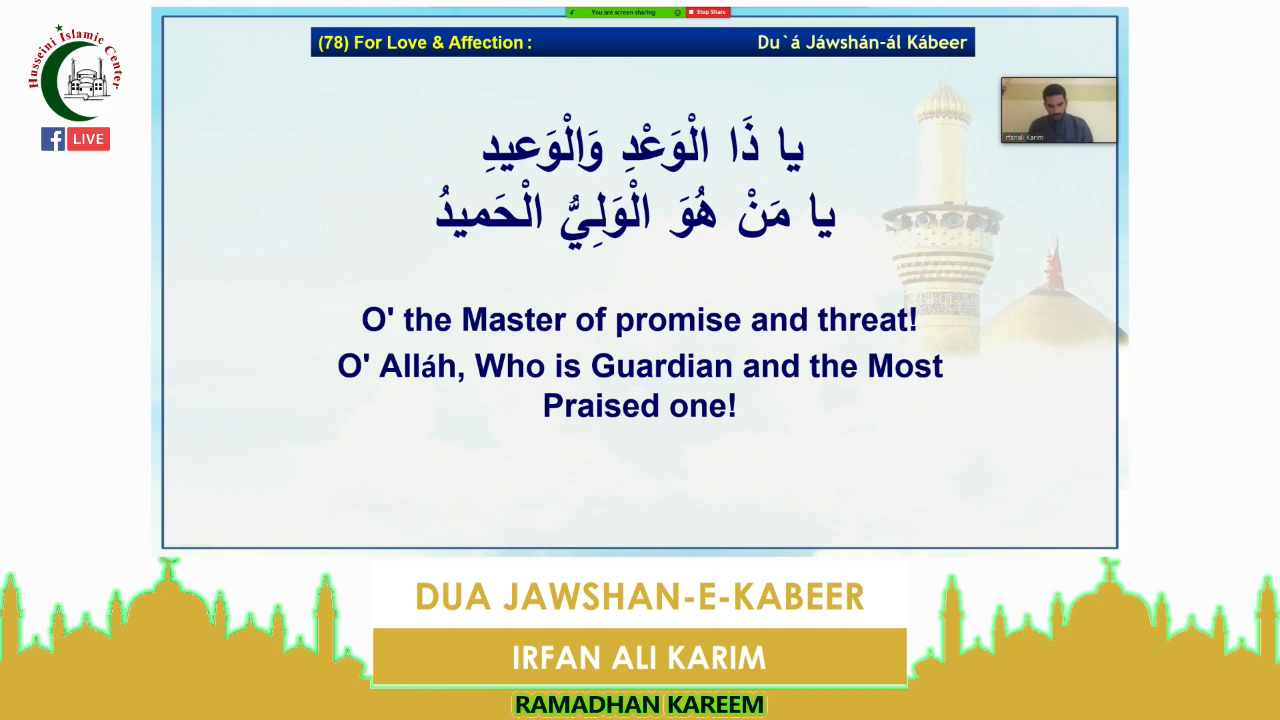 You are screen sharing
Stop Share
Husseini Islamic Center
LIVE
(78) For Love & Affection :
Du`á Jáwshán-ál Kábeer
rfanali Karim
يا ذَا الْوَعْدِ وَالْوَعيدِ
يا مَنْ هُوَ الْوَلِيُّ الْحَميدُ
O' the Master of promise and threat!
O' Alláh, Who is Guardian and the Most
Praised one!
DUA JAWSHAN-E-KABEER
IRFAN ALI KARIM
RAMADHAN KAREEM